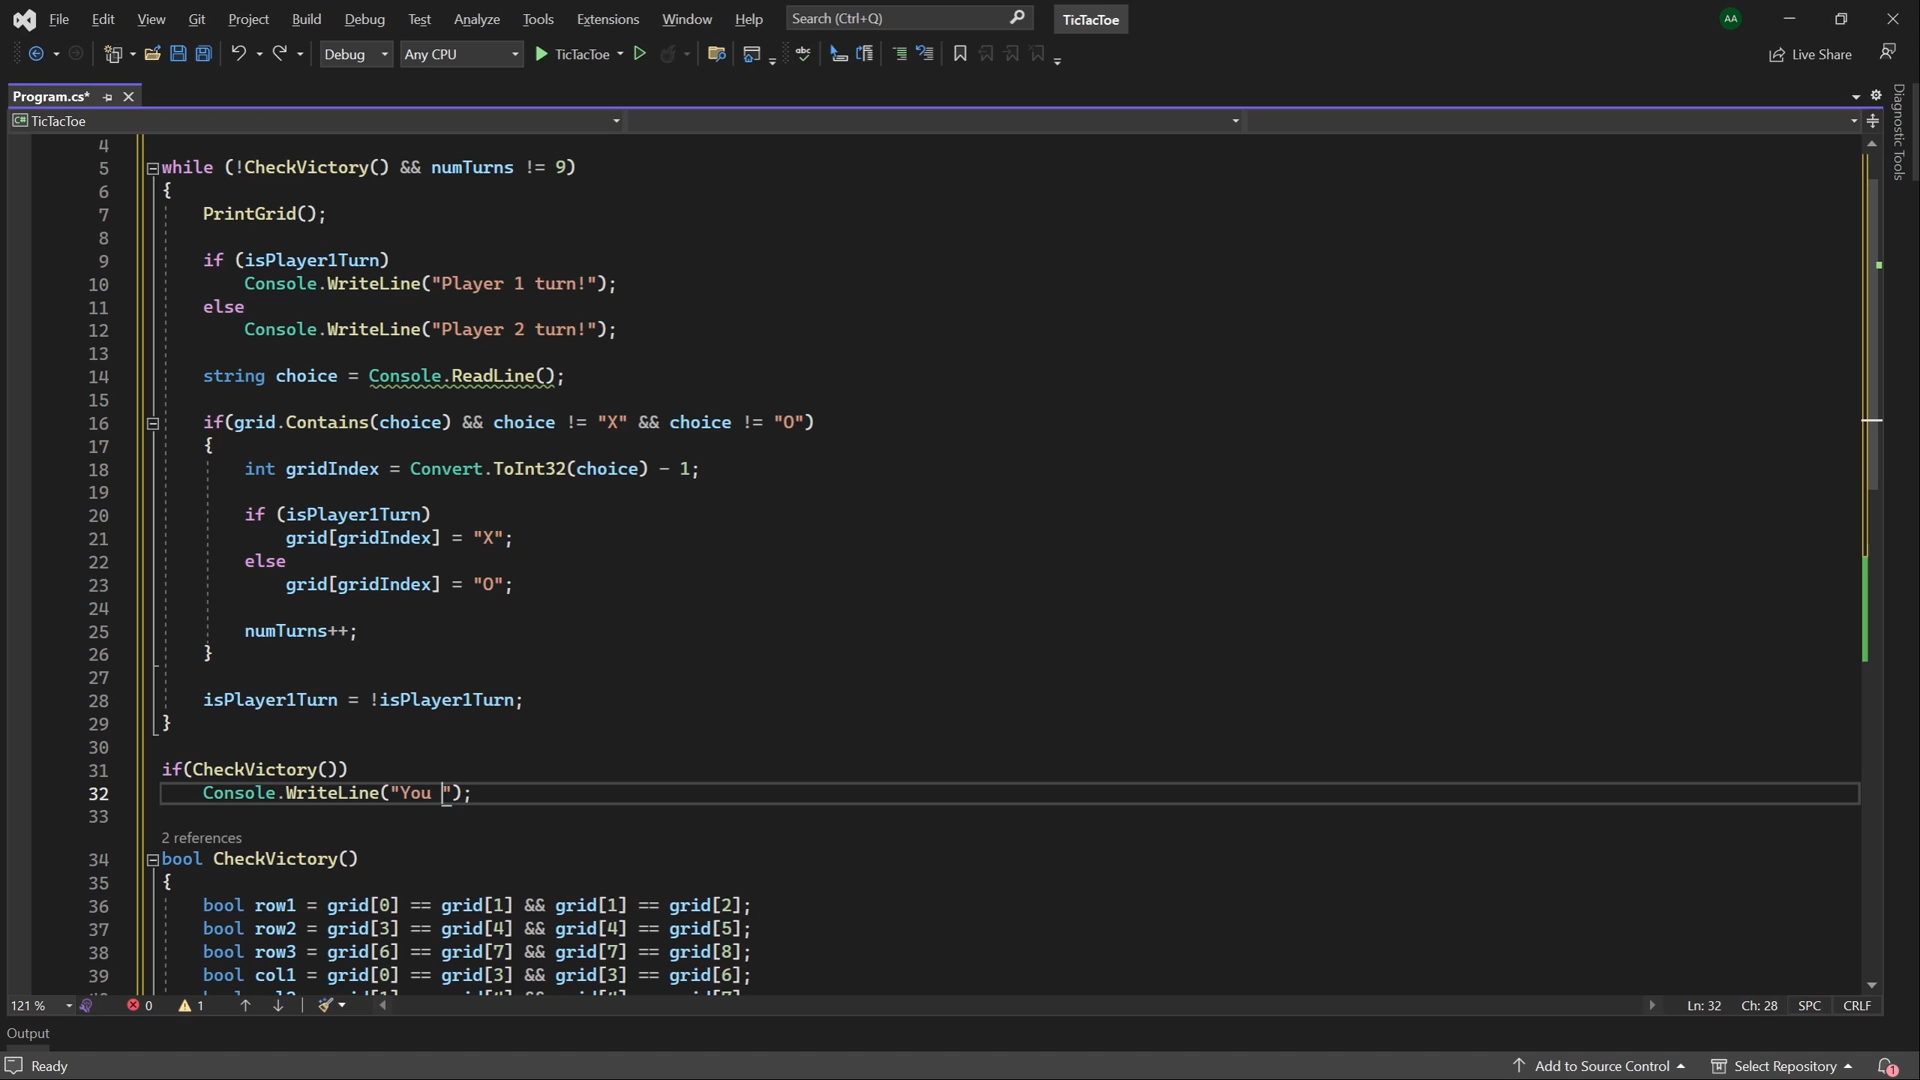 File Edit View Git Project Build Debug Test Analyze Tools Extensions Window Help Search (Ctrl+Q) TicTacToe AA
Debug Any CPU TicTacToe abc Live Share
Program.cs*
C# TicTacToe
Diagnostic Tools
4
5 while (!CheckVictory() && numTurns != 9)
6 {
7 PrintGrid();
8
9 if (isPlayer1Turn)
10 Console.WriteLine("Player 1 turn!");
11 else
12 Console.WriteLine("Player 2 turn!");
13
14 string choice = Console.ReadLine();
15
16 if(grid.Contains(choice) && choice != "X" && choice != "O")
17 {
18 int gridIndex = Convert.ToInt32(choice) - 1;
19
20 if (isPlayer1Turn)
21 grid[gridIndex] = "X";
22 else
23 grid[gridIndex] = "O";
24
25 numTurns++;
26 }
27
28 isPlayer1Turn = !isPlayer1Turn;
29 }
30
31 if(CheckVictory())
32 Console.WriteLine("You ");
33
2 references
34 bool CheckVictory()
35 {
36 bool row1 = grid[0] == grid[1] && grid[1] == grid[2];
37 bool row2 = grid[3] == grid[4] && grid[4] == grid[5];
38 bool row3 = grid[6] == grid[7] && grid[7] == grid[8];
39 bool col1 = grid[0] == grid[3] && grid[3] == grid[6];
121 % 0 1 Ln: 32 Ch: 28 SPC CRLF
Output
Ready Add to Source Control Select Repository 1